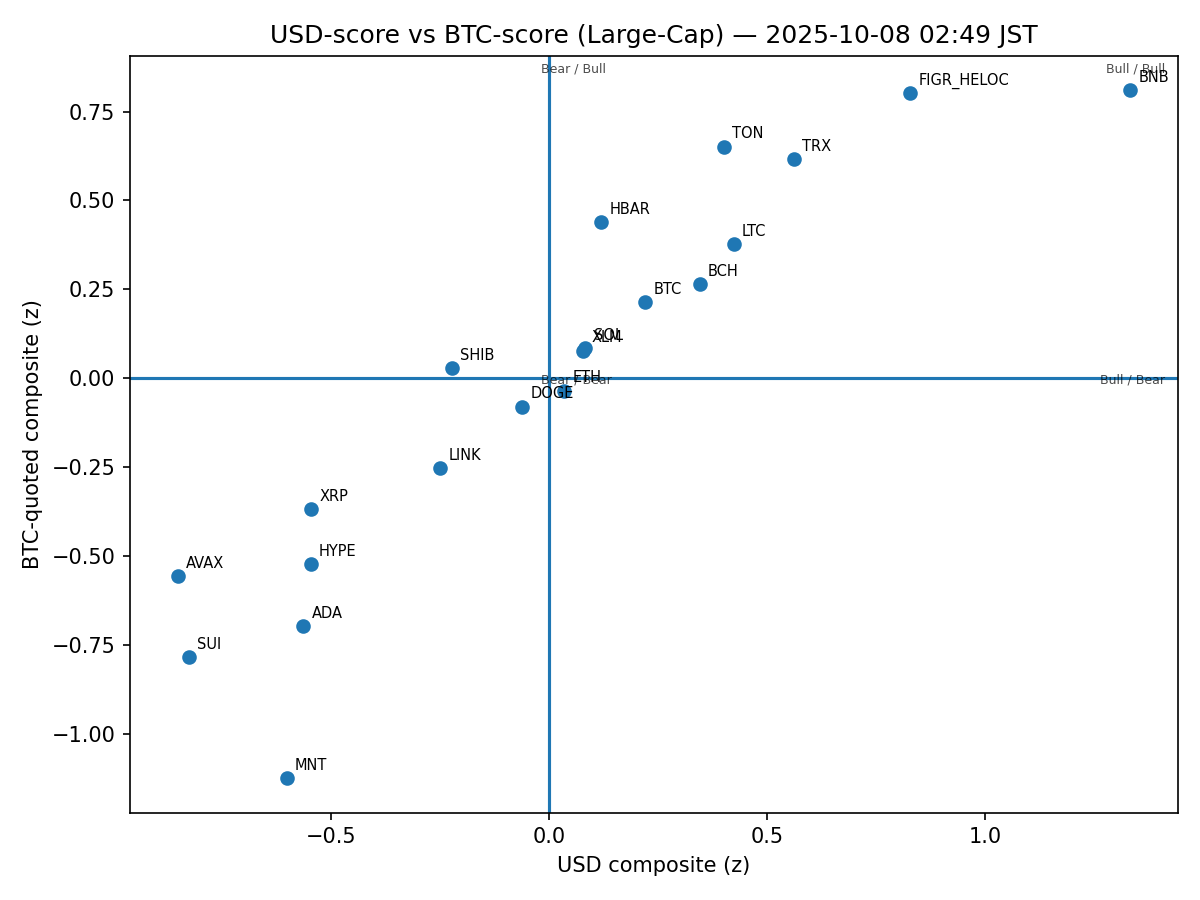 USD-score vs BTC-score (Large-Cap) — 2025-10-08 02:49 JST
Bear / Bull
Bull / Bull
BNB
FIGR_HELOC
0.75
TON
TRX
0.50
HBAR
LTC
0.25
BCH
BTC
SOL
XLM
SHIB
0.00
ETH
Bear / Bear
Bull / Bear
DOGE
LINK
−0.25
XRP
−0.50
HYPE
AVAX
ADA
−0.75
SUI
−1.00
MNT
BTC-quoted composite (z)
−0.5
0.0
0.5
1.0
USD composite (z)